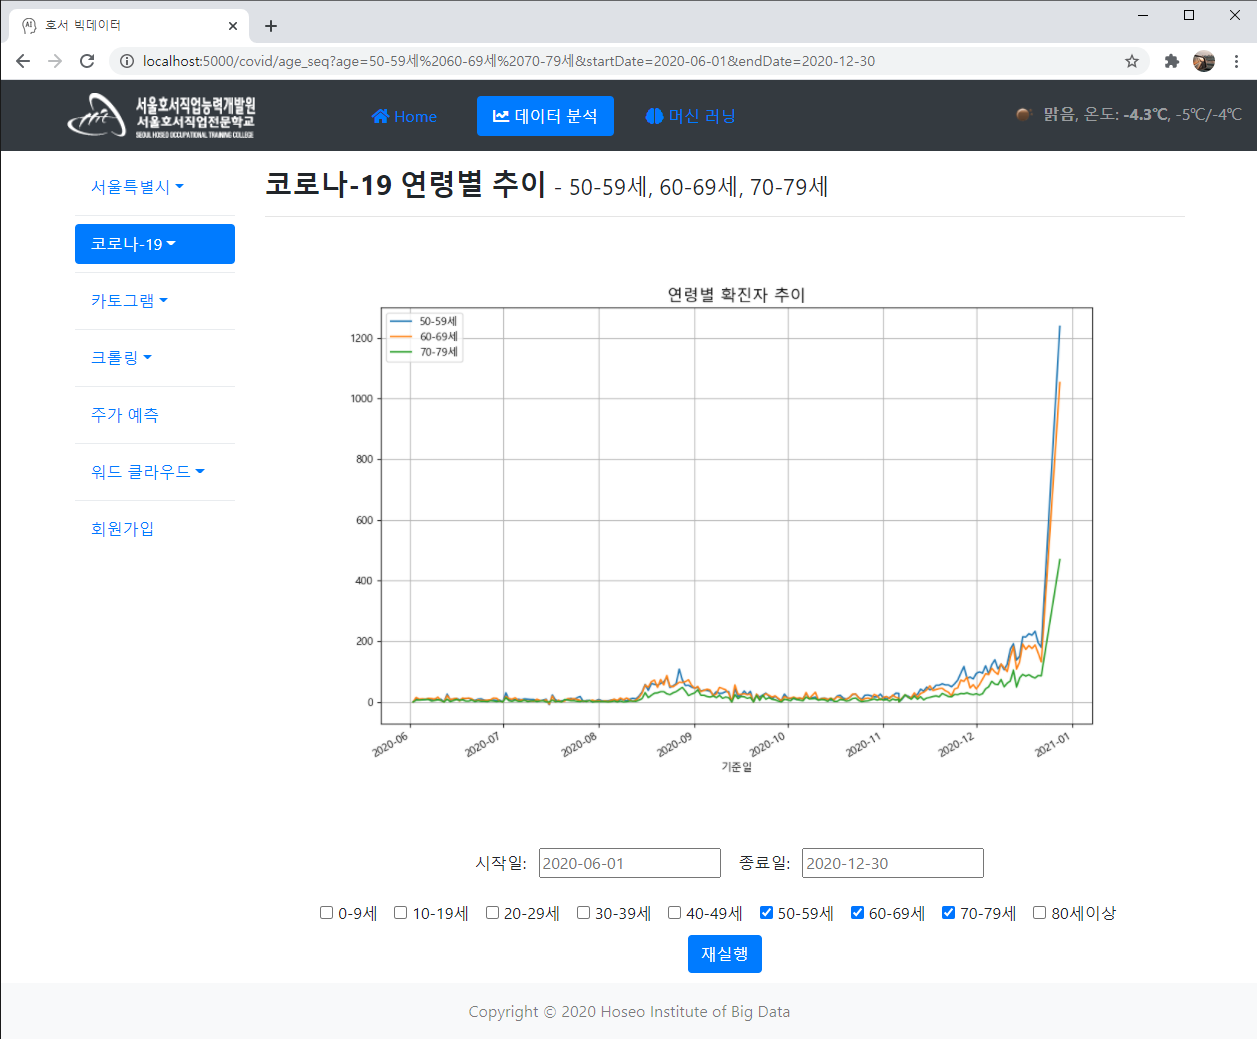 호서 빅데이터
localhost:5000/covid/age_seq?age=50-59세%2060-69세%2070-79세&startDate=2020-06-01&endDate=2020-12-30
서울호서직업능력개발원
서울호서직업전문학교
SEOUL HOSEO OCCUPATIONAL TRAINING COLLEGE
Home
데이터 분석
머신 러닝
맑음, 온도: -4.3℃, -5℃/-4℃
서울특별시
코로나-19
카토그램
크롤링
주가 예측
워드 클라우드
회원가입
코로나-19 연령별 추이 - 50-59세, 60-69세, 70-79세
연령별 확진자 추이
50-59세
60-69세
70-79세
1200
1000
800
600
400
200
0
2020-06 2020-07 2020-08 2020-09 2020-10 2020-11 2020-12 2021-01
기준일
시작일: 2020-06-01 종료일: 2020-12-30
0-9세 10-19세 20-29세 30-39세 40-49세 50-59세 60-69세 70-79세 80세이상
재실행
Copyright © 2020 Hoseo Institute of Big Data